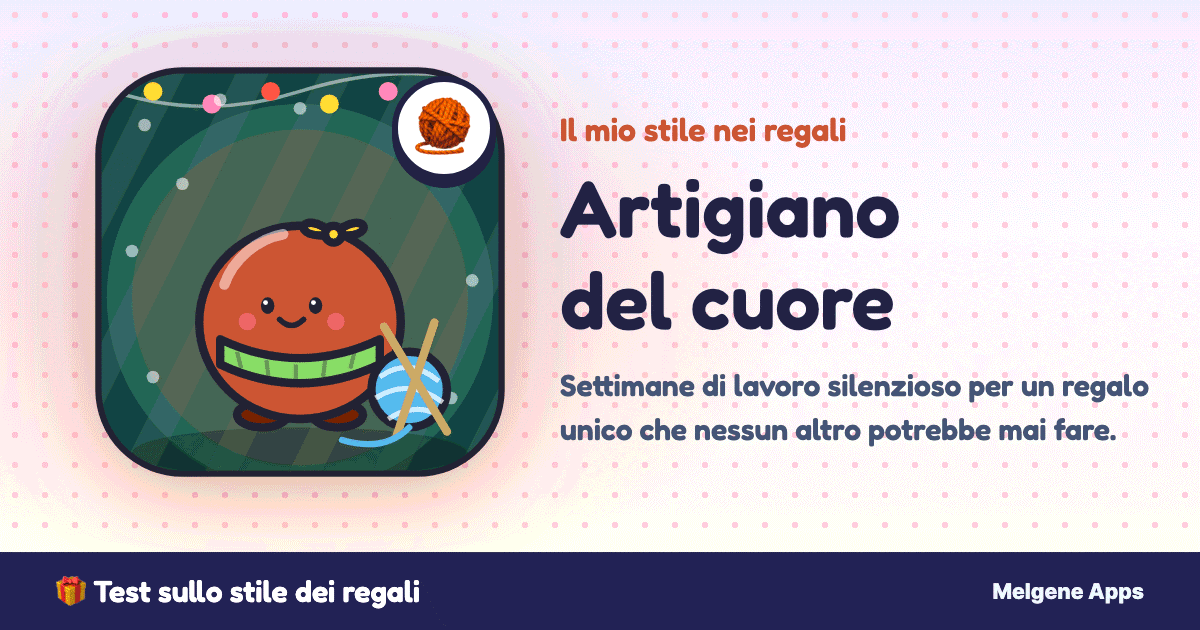 Il mio stile nei regali
Artigiano
del cuore
Settimane di lavoro silenzioso per un regalo
unico che nessun altro potrebbe mai fare.
Test sullo stile dei regali
Melgene Apps